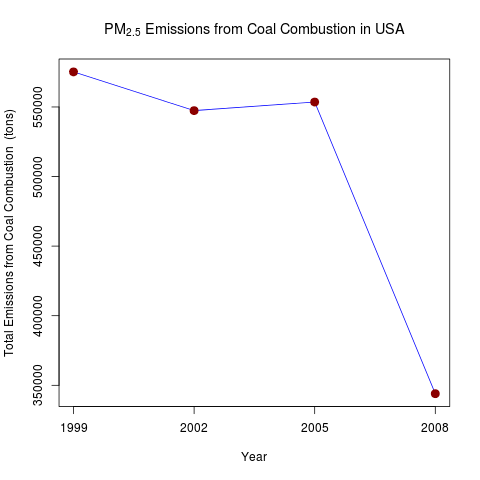 PM2.5 Emissions from Coal Combustion in USA
Total Emissions from Coal Combustion (tons)
550000
500000
450000
400000
350000
1999 2002 2005 2008
Year